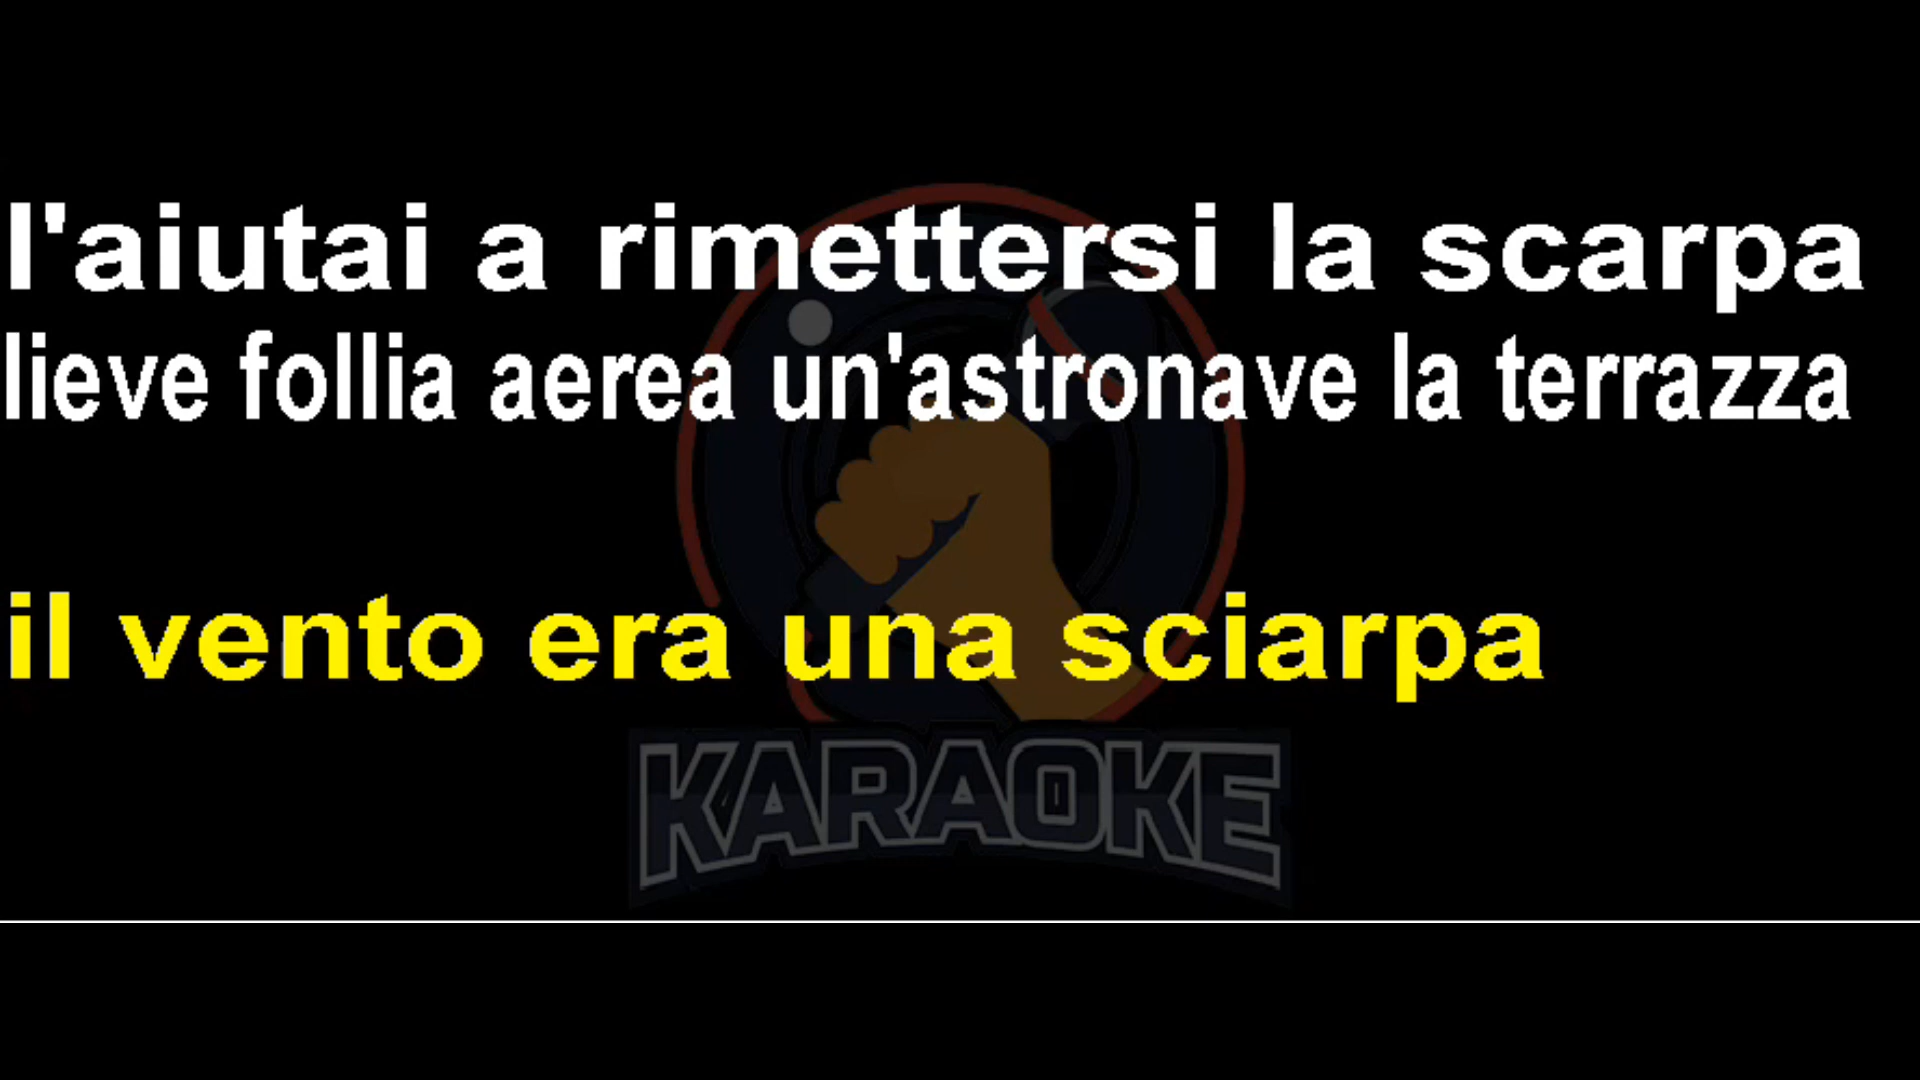 l'aiutai a rimettersi la scarpa
lieve follia aerea un'astronave la terrazza
il vento era una sciarpa
KARAOKE